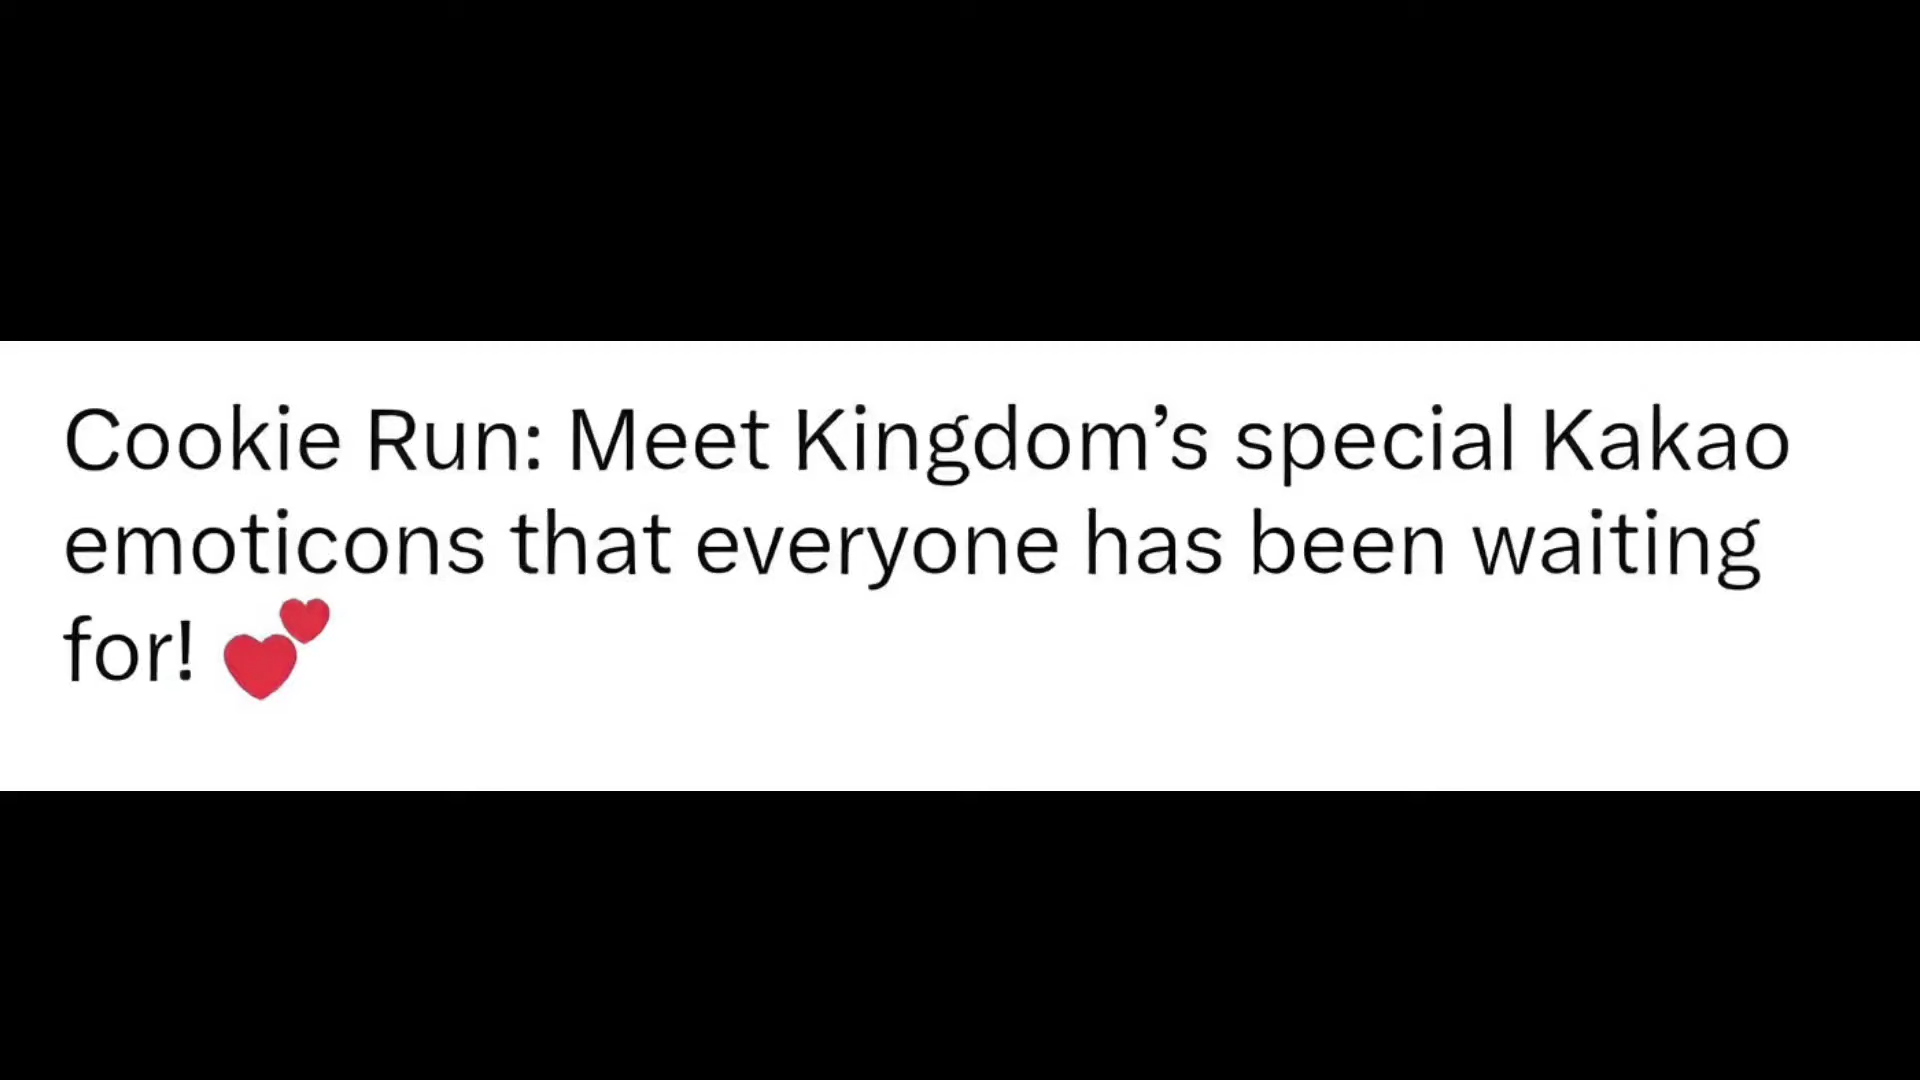 Cookie Run: Meet Kingdom’s special Kakao
emoticons that everyone has been waiting
for! 💕